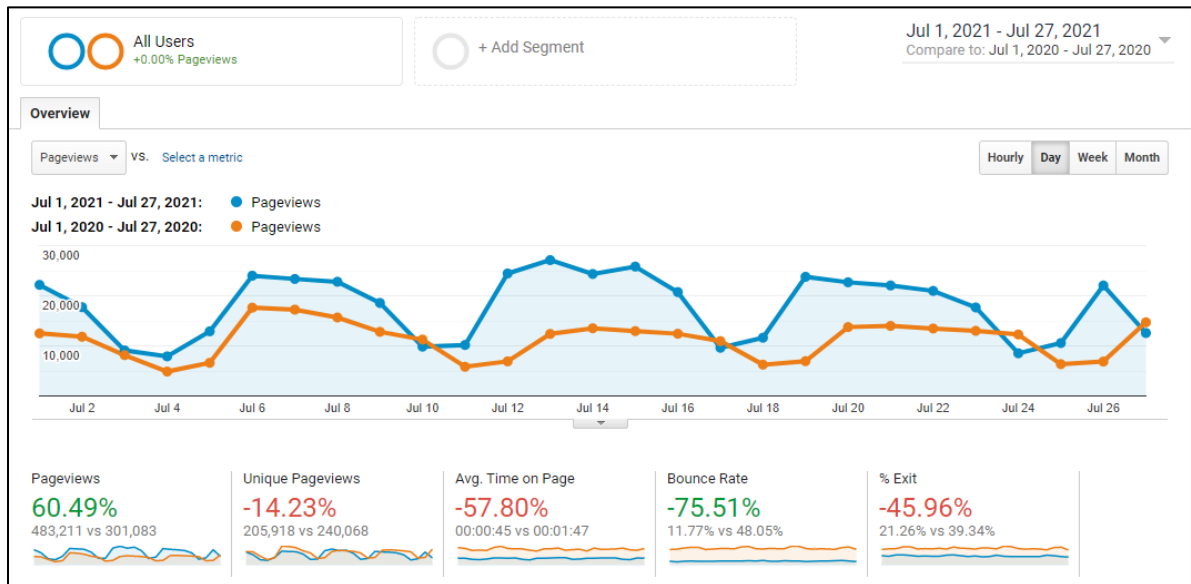 All Users
+0.00% Pageviews
+ Add Segment
Jul 1, 2021 - Jul 27, 2021
Compare to: Jul 1, 2020 - Jul 27, 2020
Overview
Pageviews vs. Select a metric
Hourly Day Week Month
Jul 1, 2021 - Jul 27, 2021: Pageviews
Jul 1, 2020 - Jul 27, 2020: Pageviews
30,000
20,000
10,000
Jul 2 Jul 4 Jul 6 Jul 8 Jul 10 Jul 12 Jul 14 Jul 16 Jul 18 Jul 20 Jul 22 Jul 24 Jul 26
Pageviews
60.49%
483,211 vs 301,083
Unique Pageviews
-14.23%
205,918 vs 240,068
Avg. Time on Page
-57.80%
00:00:45 vs 00:01:47
Bounce Rate
-75.51%
11.77% vs 48.05%
% Exit
-45.96%
21.26% vs 39.34%